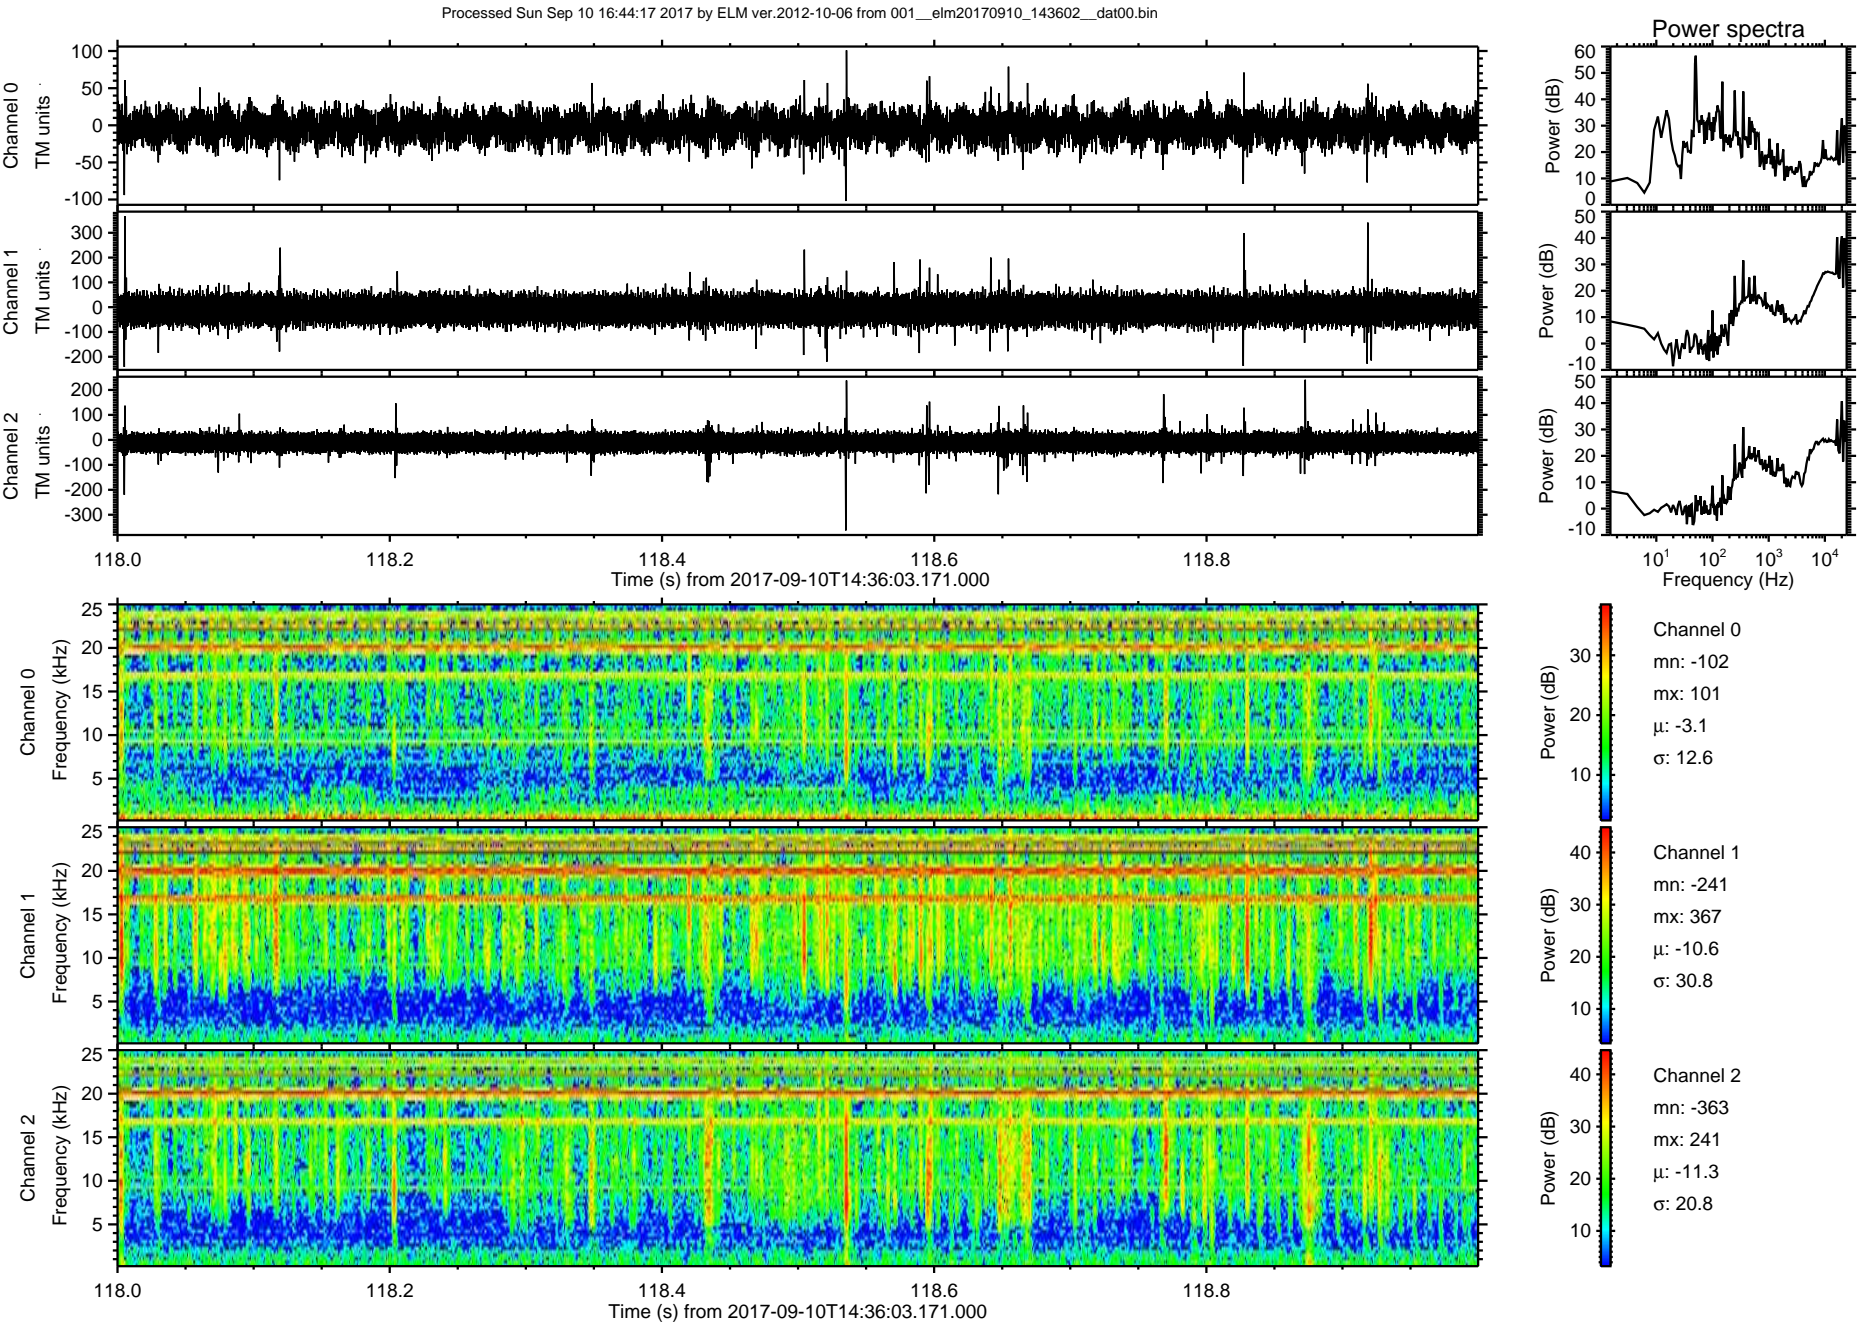 Processed Sun Sep 10 16:44:17 2017 by ELM ver.2012-10-06 from 001__elm20170910_143602__dat00.bin
Power spectra
Channel 0
TM units
100
50
0
-50
-100
Power (dB)
60
50
40
30
20
10
0
Channel 1
TM units
300
200
100
0
-100
-200
Power (dB)
50
40
30
20
10
0
-10
Channel 2
TM units
200
100
0
-100
-200
-300
Power (dB)
50
40
30
20
10
0
-10
118.0 118.2 118.4 118.6 118.8
Time (s) from 2017-09-10T14:36:03.171.000
10^1 10^2 10^3 10^4
Frequency (Hz)
Channel 0
Frequency (kHz)
25
20
15
10
5
Power (dB)
30
20
10
Channel 0
mn: -102
mx: 101
μ: -3.1
σ: 12.6
Channel 1
Frequency (kHz)
25
20
15
10
5
Power (dB)
40
30
20
10
Channel 1
mn: -241
mx: 367
μ: -10.6
σ: 30.8
Channel 2
Frequency (kHz)
25
20
15
10
5
Power (dB)
40
30
20
10
Channel 2
mn: -363
mx: 241
μ: -11.3
σ: 20.8
118.0 118.2 118.4 118.6 118.8
Time (s) from 2017-09-10T14:36:03.171.000